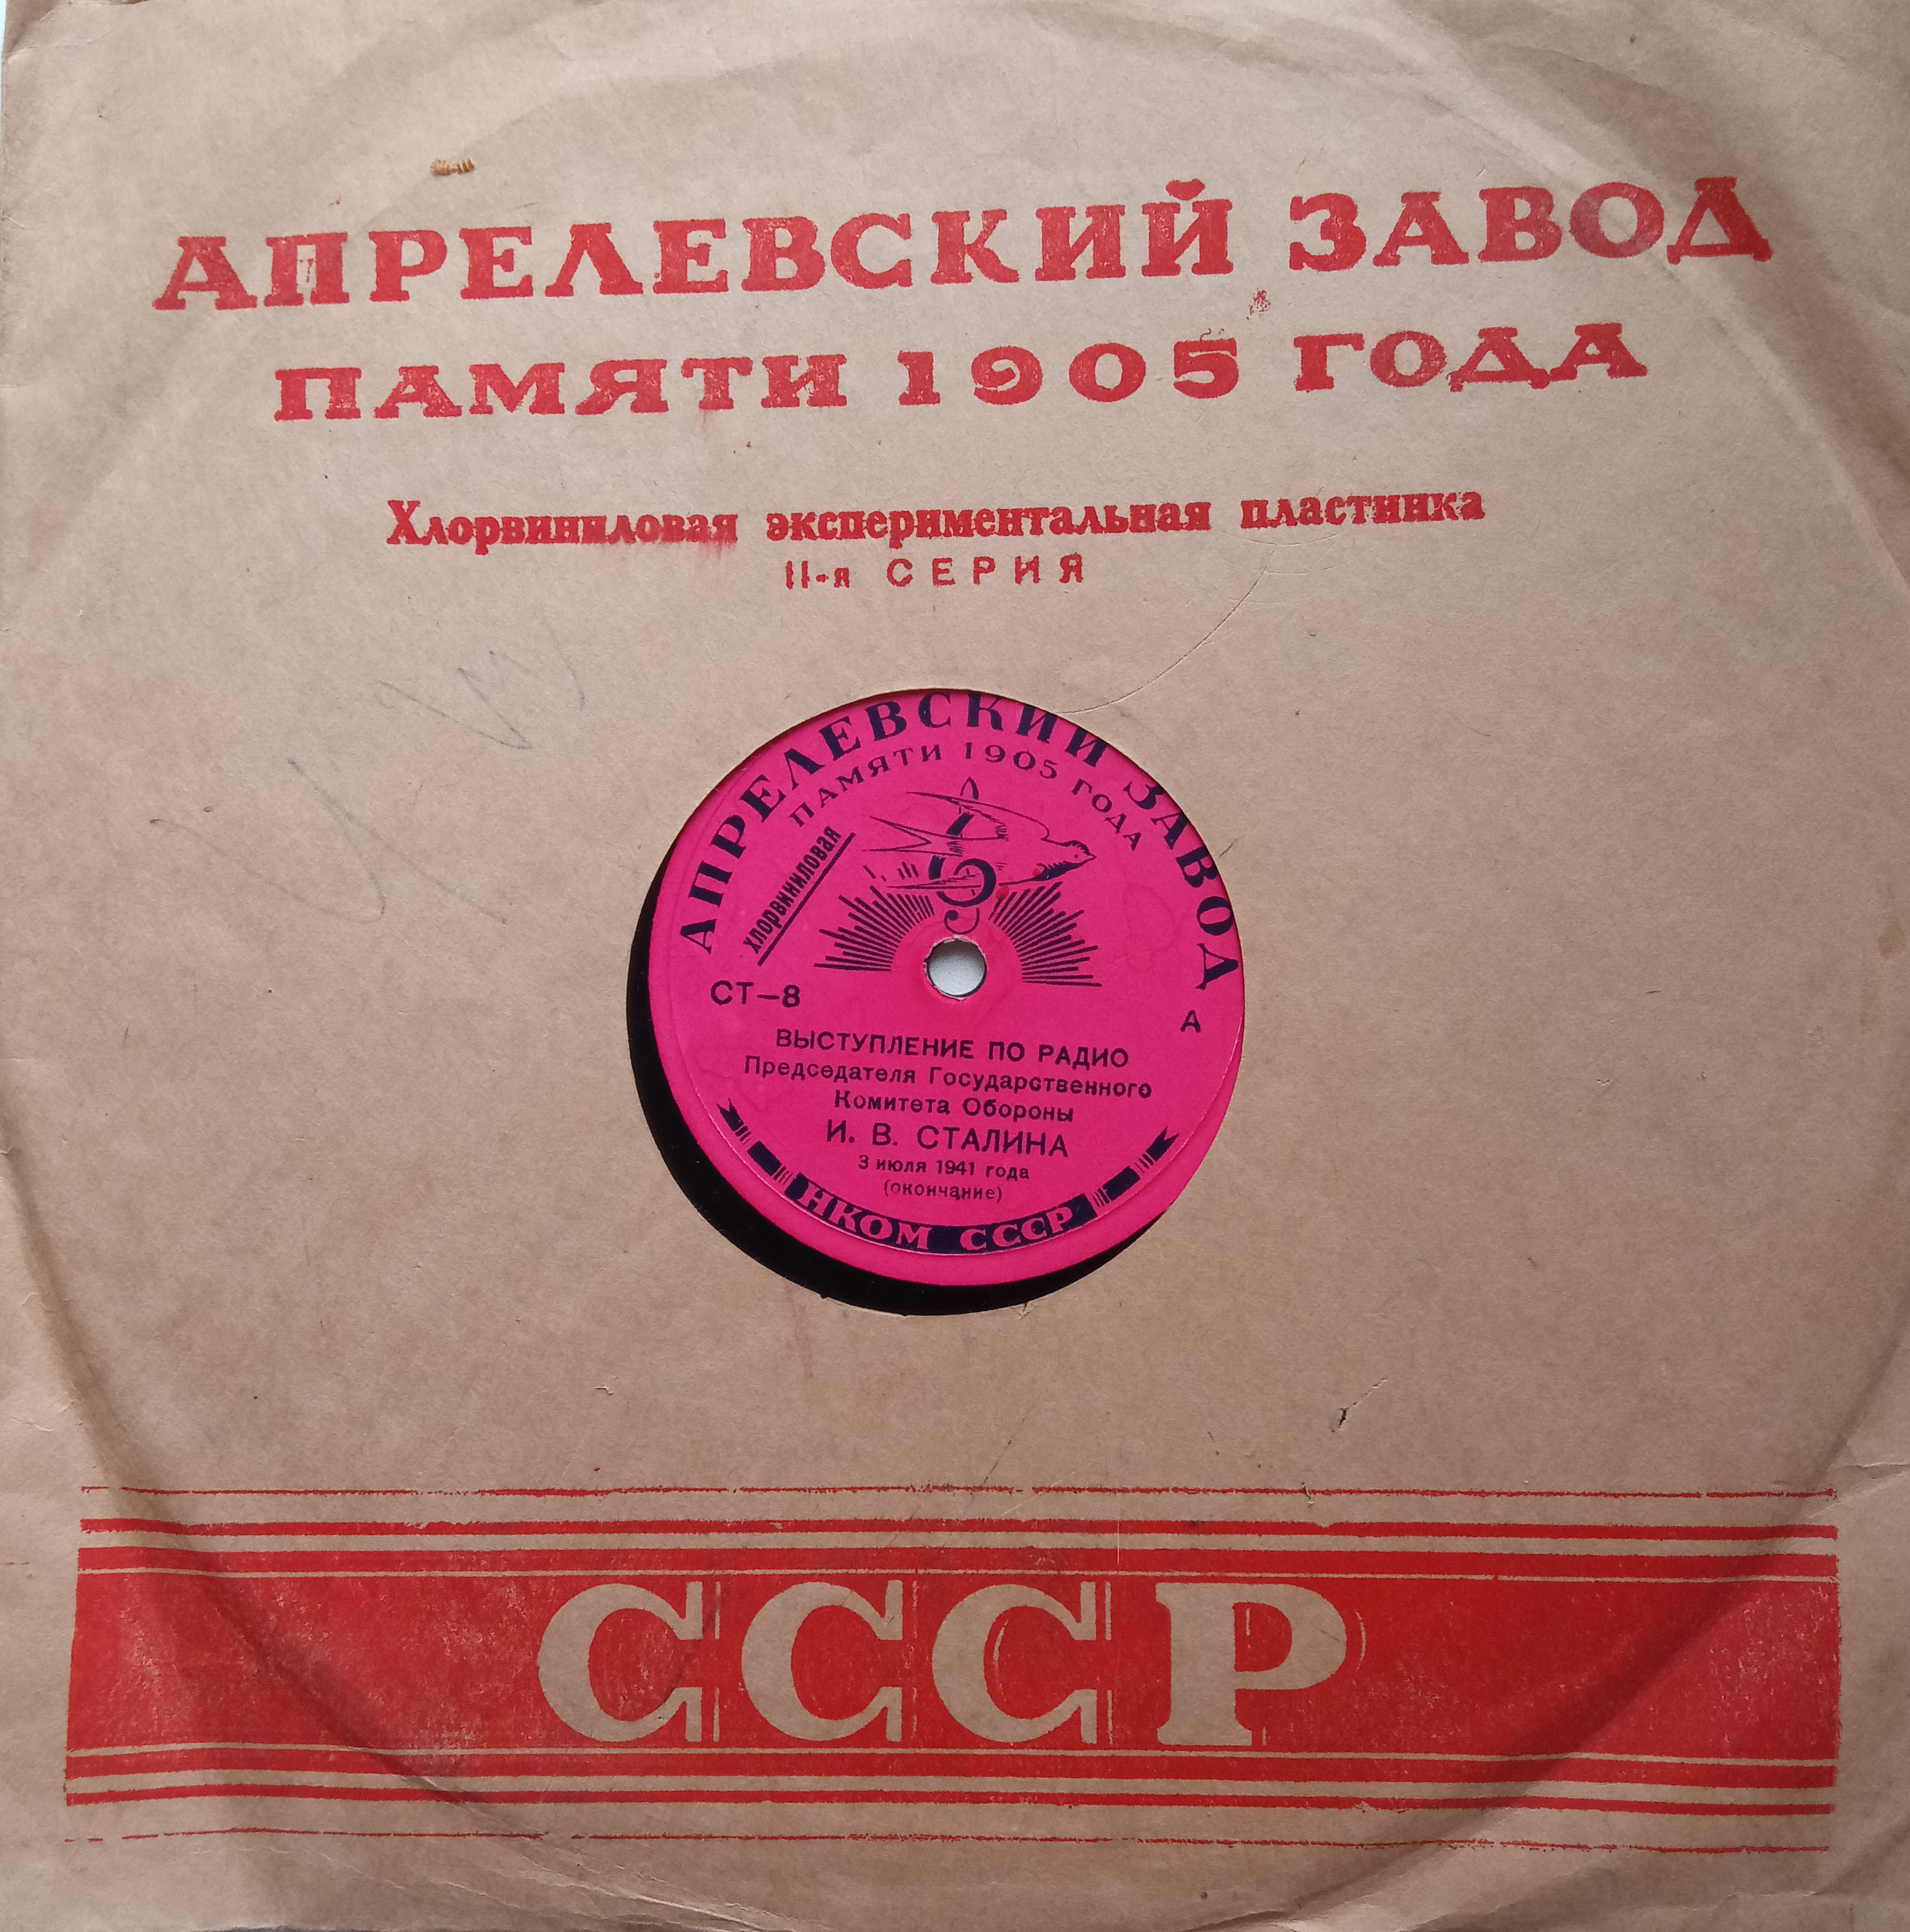 АПРЕЛЕВСКИЙ ЗАВОД
ПАМЯТИ 1905 ГОДА
Хлорвиниловая экспериментальная пластинка
II-я СЕРИЯ
АПРЕЛЕВСКИЙ ЗАВОД
ПАМЯТИ 1905 ГОДА
хлорвиниловая
СТ–8
А
ВЫСТУПЛЕНИЕ ПО РАДИО
Председателя Государственного
Комитета Обороны
И. В. СТАЛИНА
3 июля 1941 года
(окончание)
НКОМ СССР
СССР